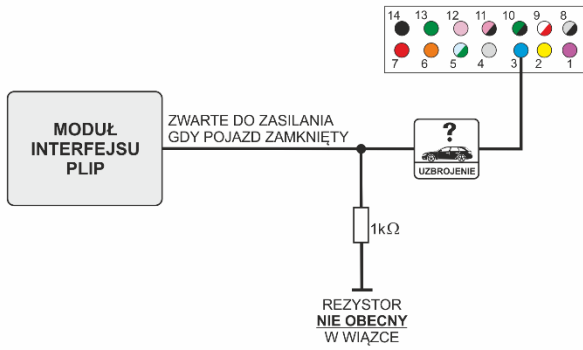 14 13 12 11 10 9 8
7 6 5 4 3 2 1
MODUŁ
INTERFEJSU
PLIP
ZWARTE DO ZASILANIA
GDY POJAZD ZAMKNIĘTY
?
UZBROJENIE
1kΩ
REZYSTOR
NIE OBECNY
W WIĄZCE